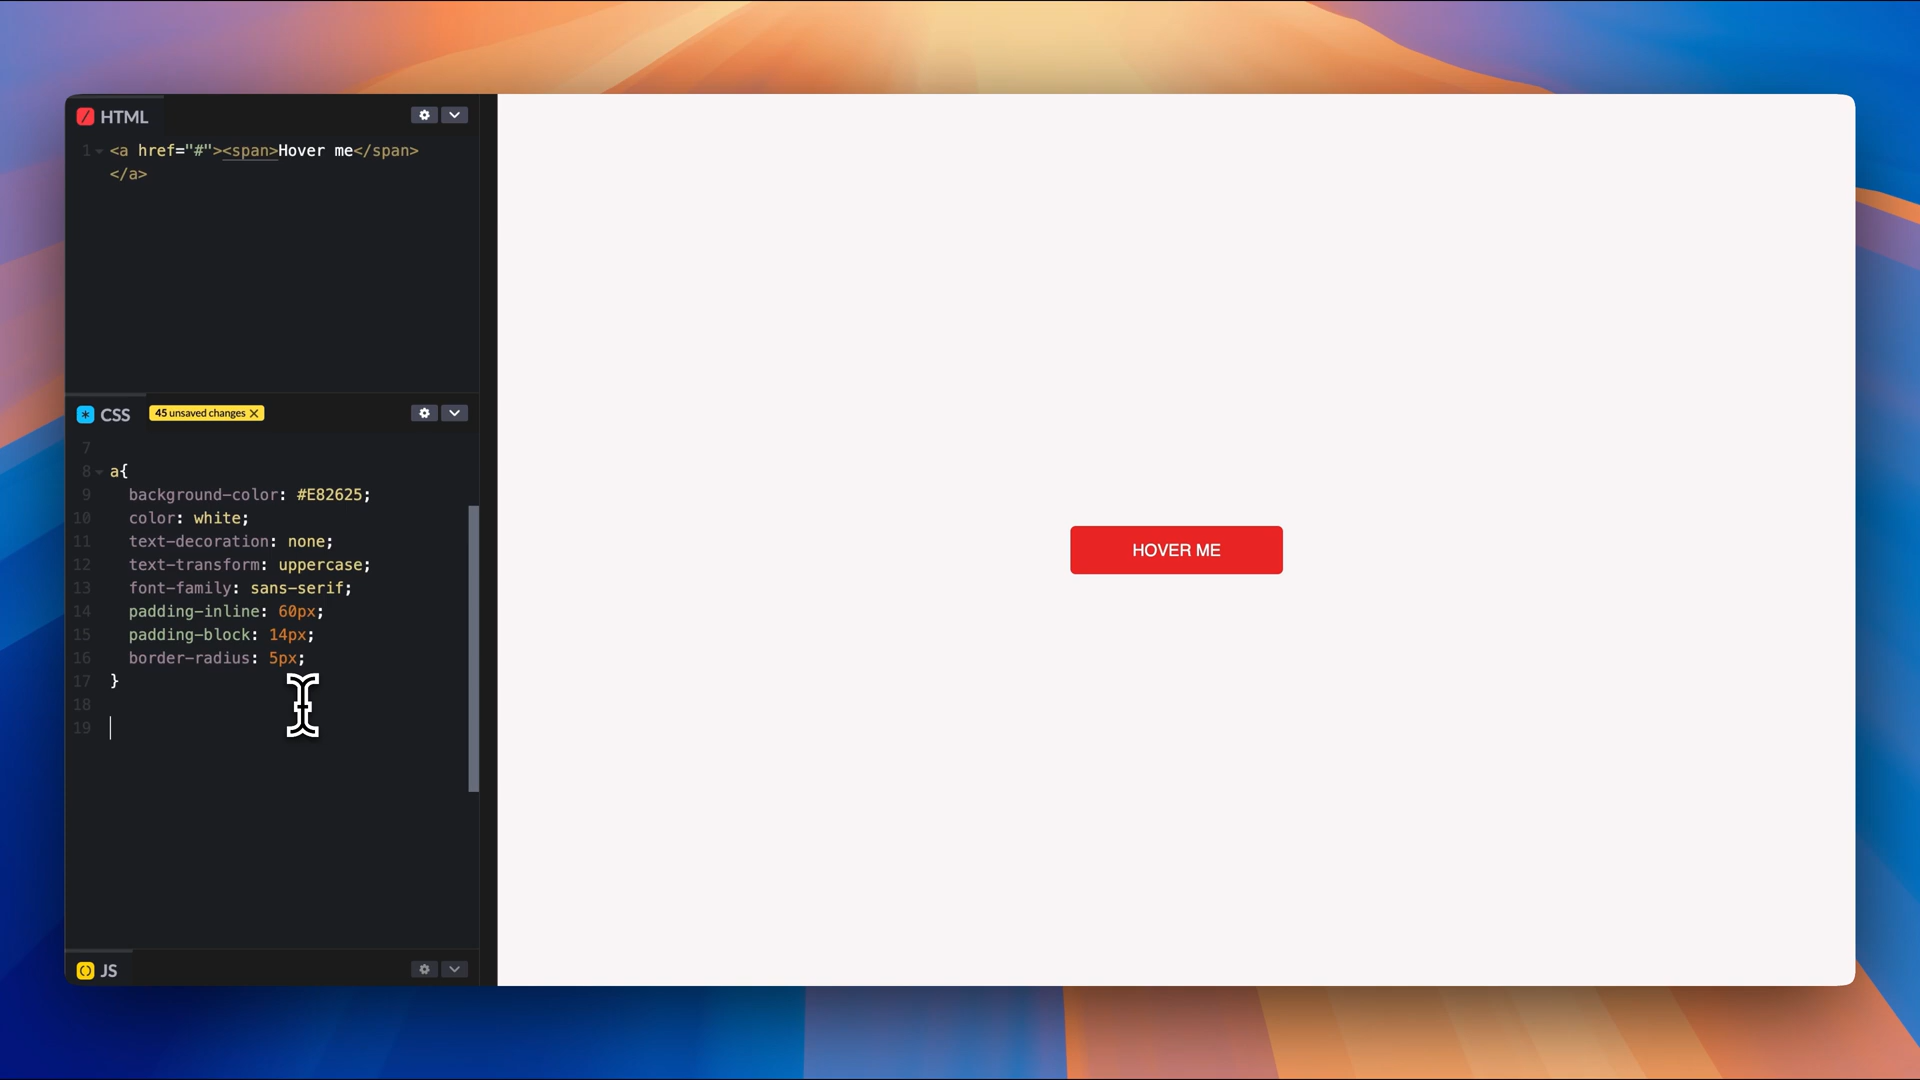 HTML
1 <a href="#"><span>Hover me</span>
</a>
CSS 45 unsaved changes
7
8 a{
9 background-color: #E82625;
10 color: white;
11 text-decoration: none;
12 text-transform: uppercase;
13 font-family: sans-serif;
14 padding-inline: 60px;
15 padding-block: 14px;
16 border-radius: 5px;
17 }
18
19
JS
HOVER ME